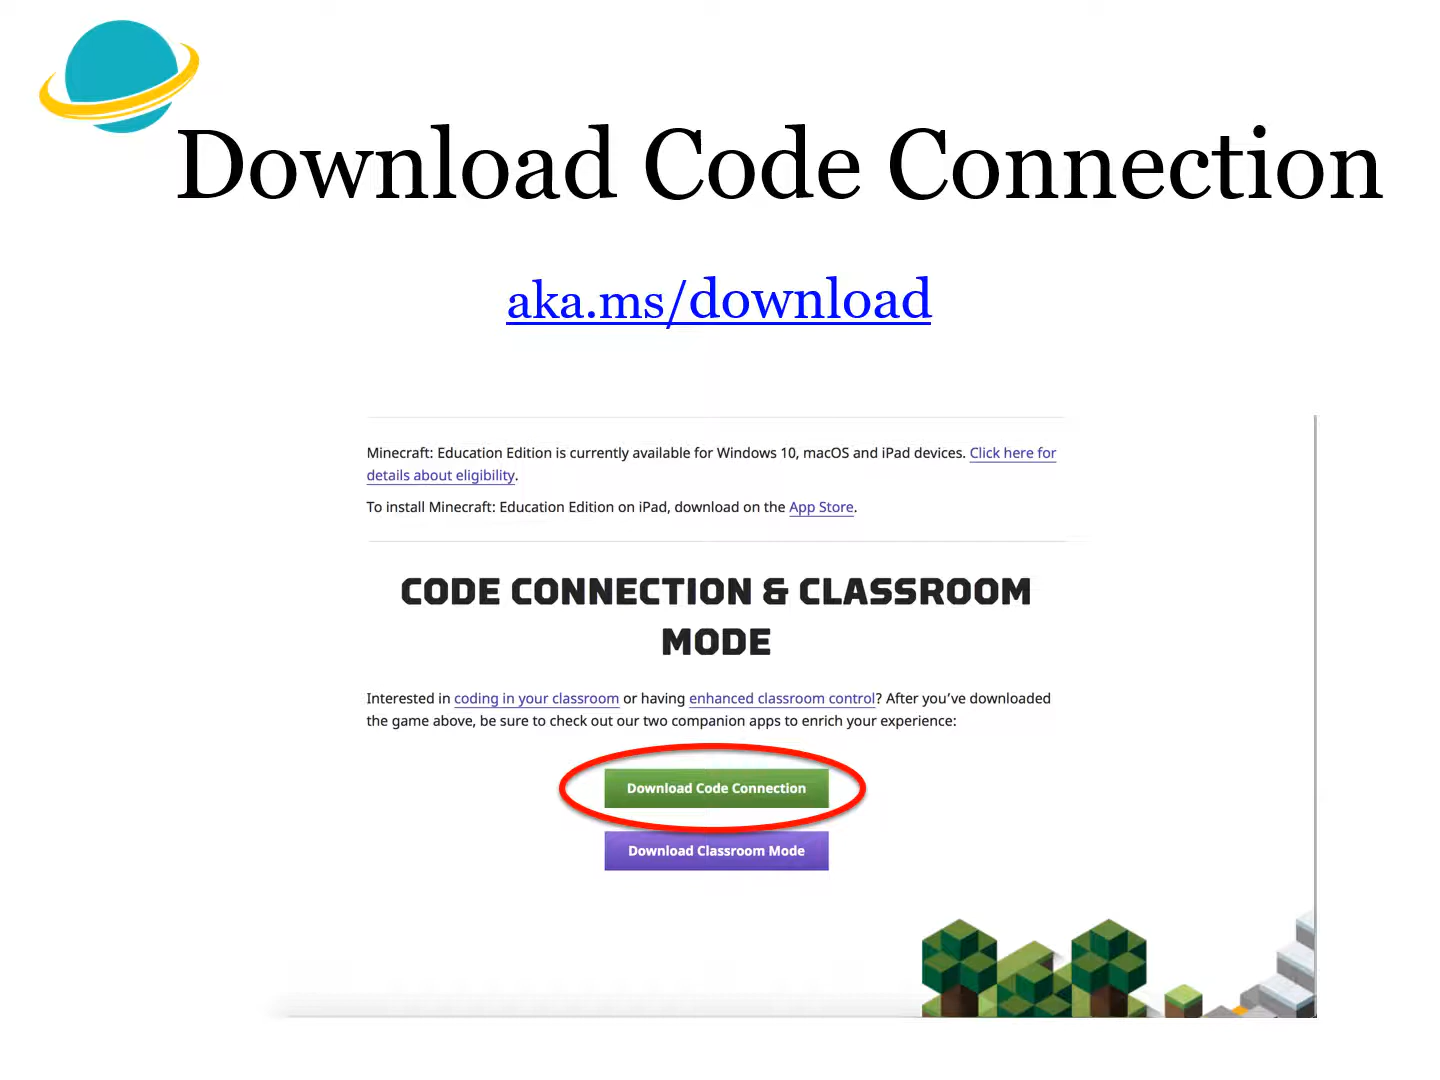 Download Code Connection
aka.ms/download
Minecraft: Education Edition is currently available for Windows 10, macOS and iPad devices. Click here for
details about eligibility.
To install Minecraft: Education Edition on iPad, download on the App Store.
CODE CONNECTION & CLASSROOM
MODE
Interested in coding in your classroom or having enhanced classroom control? After you’ve downloaded
the game above, be sure to check out our two companion apps to enrich your experience:
Download Code Connection
Download Classroom Mode